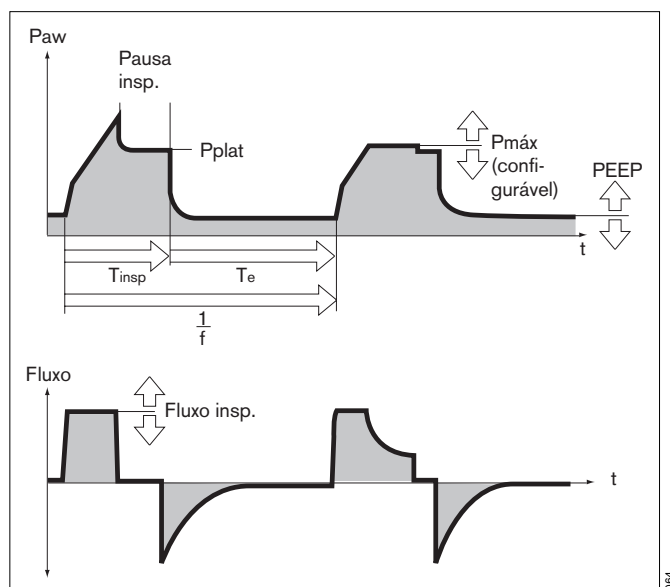 Paw
Pausa
insp.
Pplat
Pmáx
(confi-
gurável)
PEEP
t
Tinsp
Te
1
f
Fluxo
Fluxo insp.
t